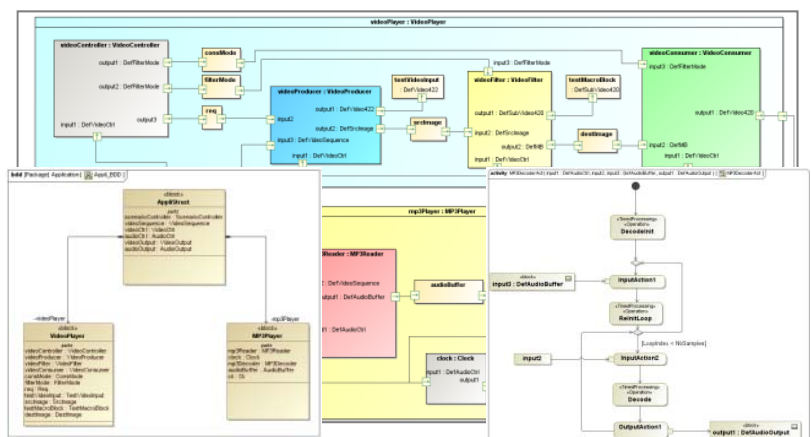 videoPlayer : VideoPlayer
videoController : VideoController
output1 : DefFilterMode
output2 : DefFilterMode
output3
input1 : DefVideoCtrl
consMode
filterMode
req
videoProducer : VideoProducer
input2
output1 : DefVideo422
output2 : DefSrcImage
input3 : DefVideoSequence
input1 : DefVideoCtrl
testVideoInput
: DefVideo422
srcImage
input3 : DefFilterMode
videoFilter : VideoFilter
output1 : DefSubVideo420
input2 : DefSrcImage
output2 : DefMB
input1 : DefVideoCtrl
testMacroBlock
: DefSubVideo420
destImage
videoConsumer : VideoConsumer
input3 : DefFilterMode
output1 : DefVideo420
input2 : DefMB
input1 : DefVideoCtrl
bdd [Package] Application [ Appli_BDD ]
«block»
AppliStreet
parts
scenarioController : ScenarioController
videoSequence : VideoSequence
videoCtrl : VideoCtrl
audioCtrl : AudioCtrl
videoOutput : VideoOutput
audioOutput : AudioOutput
-videoPlayer
-mp3Player
«block»
VideoPlayer
parts
videoController : VideoController
videoProducer : VideoProducer
videoFilter : VideoFilter
videoConsumer : VideoConsumer
consMode : ConsMode
filterMode : FilterMode
req : Req
testVideoInput : TestVideoInput
srcImage : SrcImage
testMacroBlock : TestMacroBlock
destImage : DestImage
«block»
MP3Player
parts
mp3Reader : MP3Reader
clock : Clock
mp3Decoder : MP3Decoder
audioBuffer : AudioBuffer
mp3Player : MP3Player
Reader : MP3Reader
: DefVideoSequence
output1 : DefAudioBuffer
: DefAudioCtrl
audioBuffer
clock : Clock
input1 : DefAudioCtrl
output1
«TimedProcessing»
«Operation»
DecodeInit
«block»
input3 : DefAudioBuffer
InputAction1
«TimedProcessing»
«Operation»
ReInitLoop
[LoopIndex < NbSamples]
input2
InputAction2
«TimedProcessing»
«Operation»
Decode
OutputAction1
«block»
output1 : DefAudioOutput